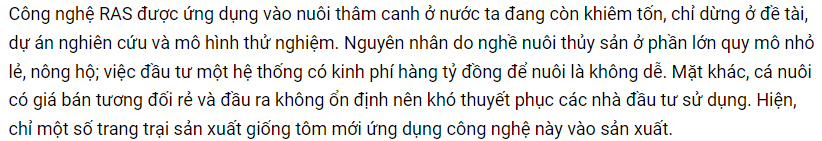 Công nghệ RAS được ứng dụng vào nuôi thâm canh ở nước ta đang còn khiêm tốn, chỉ dừng ở đề tài,
dự án nghiên cứu và mô hình thử nghiệm. Nguyên nhân do nghề nuôi thủy sản ở phần lớn quy mô nhỏ
lẻ, nông hộ; việc đầu tư một hệ thống có kinh phí hàng tỷ đồng để nuôi là không dễ. Mặt khác, cá nuôi
có giá bán tương đối rẻ và đầu ra không ổn định nên khó thuyết phục các nhà đầu tư sử dụng. Hiện,
chỉ một số trang trại sản xuất giống tôm mới ứng dụng công nghệ này vào sản xuất.